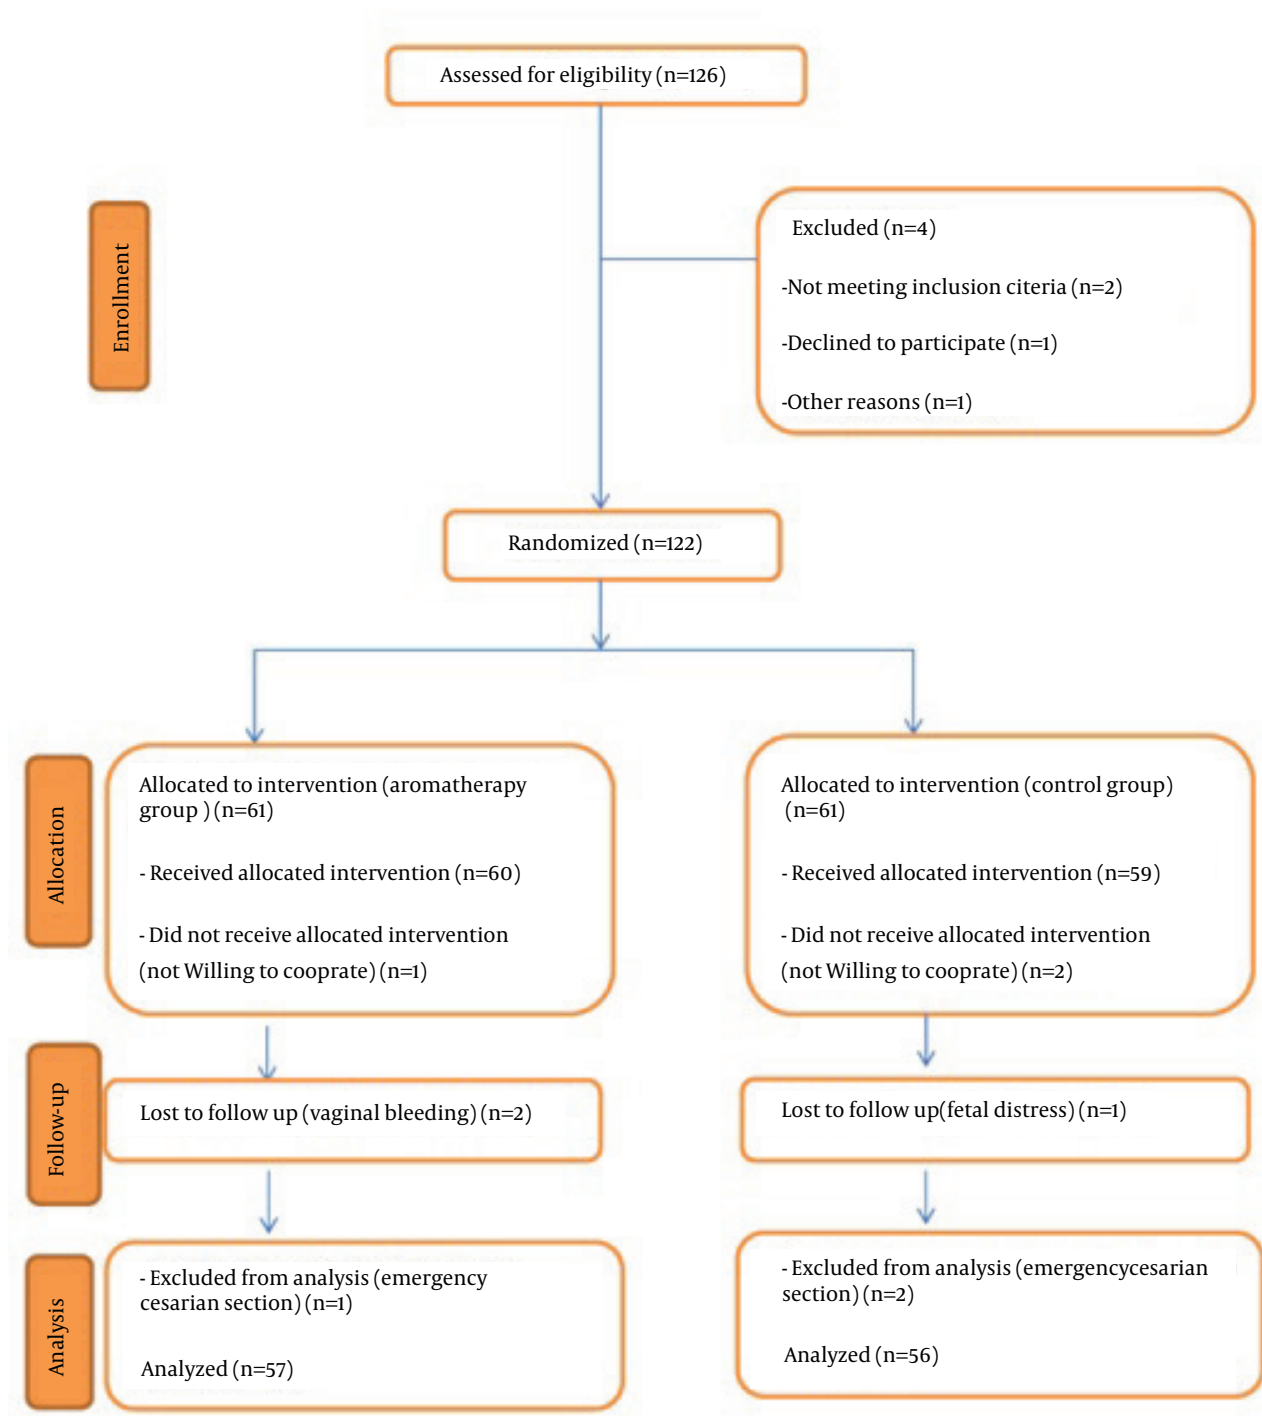 Assessed for eligibility (n=126)
Enrollment
Excluded (n=4)
-Not meeting inclusion citeria (n=2)
-Declined to participate (n=1)
-Other reasons (n=1)
Randomized (n=122)
Allocation
Allocated to intervention (aromatherapy
group ) (n=61)
- Received allocated intervention (n=60)
- Did not receive allocated intervention
(not Willing to cooprate) (n=1)
Allocated to intervention (control group)
(n=61)
- Received allocated intervention (n=59)
- Did not receive allocated intervention
(not Willing to cooprate) (n=2)
Follow-up
Lost to follow up (vaginal bleeding) (n=2)
Lost to follow up(fetal distress) (n=1)
Analysis
- Excluded from analysis (emergency
cesarian section) (n=1)
Analyzed (n=57)
- Excluded from analysis (emergencycesarian
section) (n=2)
Analyzed (n=56)